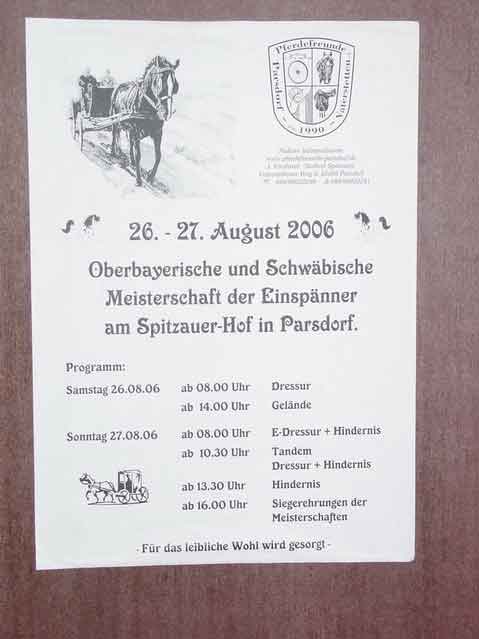 Pferdefreunde
Parsdorf
Vaterstetten
1990
Nähere Informationen:
26. - 27. August 2006
Oberbayerische und Schwäbische
Meisterschaft der Einspänner
am Spitzauer-Hof in Parsdorf.
Programm:
Samstag 26.08.06 ab 08.00 Uhr Dressur
ab 14.00 Uhr Gelände
Sonntag 27.08.06 ab 08.00 Uhr E-Dressur + Hindernis
ab 10.30 Uhr Tandem
Dressur + Hindernis
ab 13.30 Uhr Hindernis
ab 16.00 Uhr Siegerehrungen der
Meisterschaften
- Für das leibliche Wohl wird gesorgt -